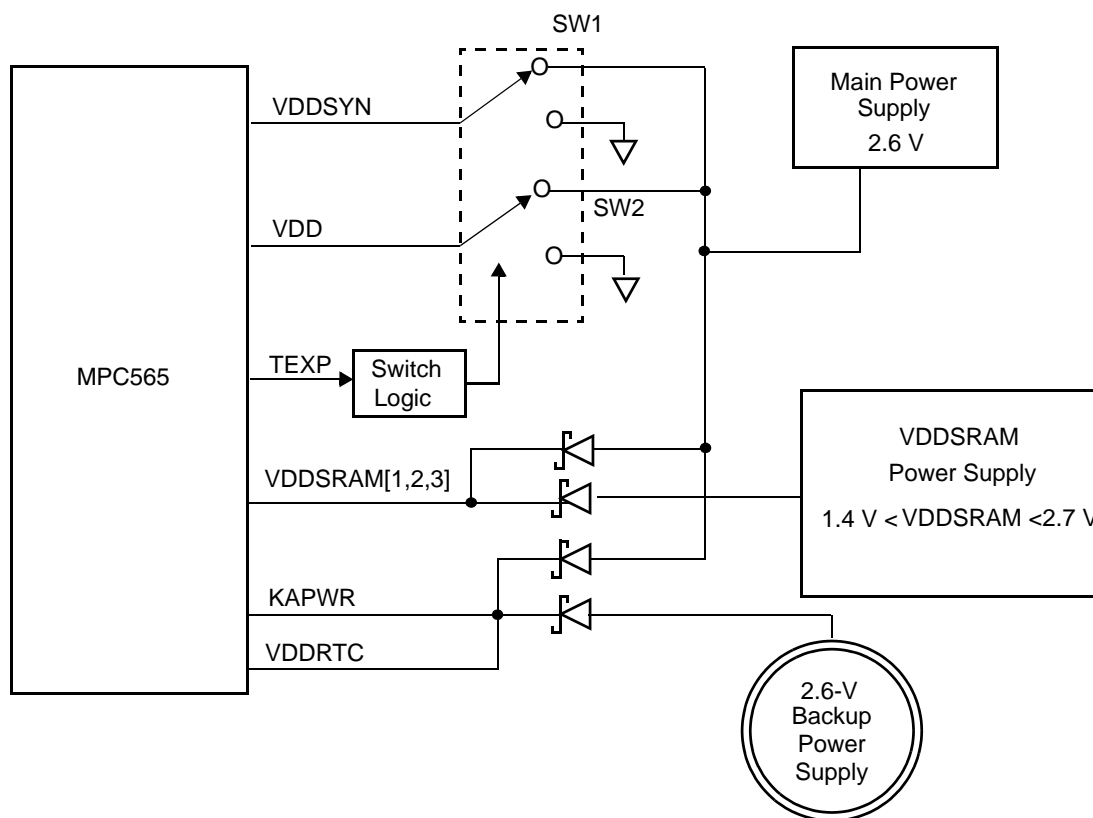 SW1
Main Power
Supply
2.6 V
VDDSYN
VDD
SW2
MPC565
TEXP
Switch
Logic
VDDSRAM
Power Supply
1.4 V < VDDSRAM <2.7 V
VDDSRAM[1,2,3]
KAPWR
VDDRTC
2.6-V
Backup
Power
Supply